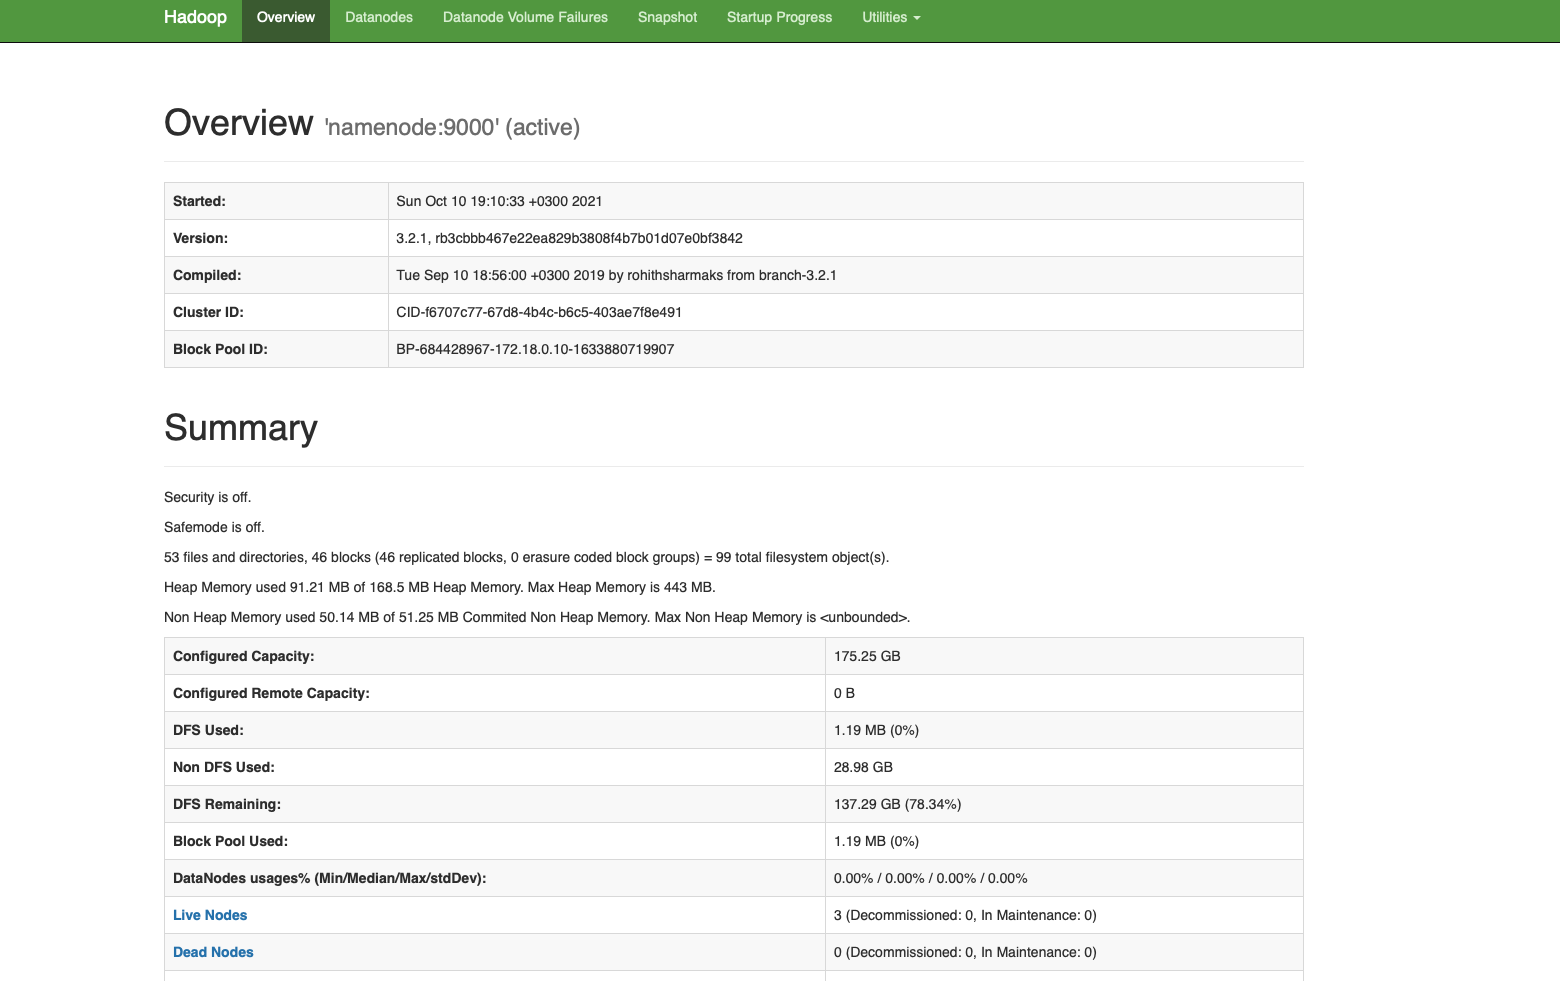 Hadoop Overview Datanodes Datanode Volume Failures Snapshot Startup Progress Utilities
Overview 'namenode:9000' (active)
Started: Sun Oct 10 19:10:33 +0300 2021
Version: 3.2.1, rb3cbbb467e22ea829b3808f4b7b01d07e0bf3842
Compiled: Tue Sep 10 18:56:00 +0300 2019 by rohithsharmaks from branch-3.2.1
Cluster ID: CID-f6707c77-67d8-4b4c-b6c5-403ae7f8e491
Block Pool ID: BP-684428967-172.18.0.10-1633880719907
Summary
Security is off.
Safemode is off.
53 files and directories, 46 blocks (46 replicated blocks, 0 erasure coded block groups) = 99 total filesystem object(s).
Heap Memory used 91.21 MB of 168.5 MB Heap Memory. Max Heap Memory is 443 MB.
Non Heap Memory used 50.14 MB of 51.25 MB Commited Non Heap Memory. Max Non Heap Memory is <unbounded>.
Configured Capacity: 175.25 GB
Configured Remote Capacity: 0 B
DFS Used: 1.19 MB (0%)
Non DFS Used: 28.98 GB
DFS Remaining: 137.29 GB (78.34%)
Block Pool Used: 1.19 MB (0%)
DataNodes usages% (Min/Median/Max/stdDev): 0.00% / 0.00% / 0.00% / 0.00%
Live Nodes 3 (Decommissioned: 0, In Maintenance: 0)
Dead Nodes 0 (Decommissioned: 0, In Maintenance: 0)